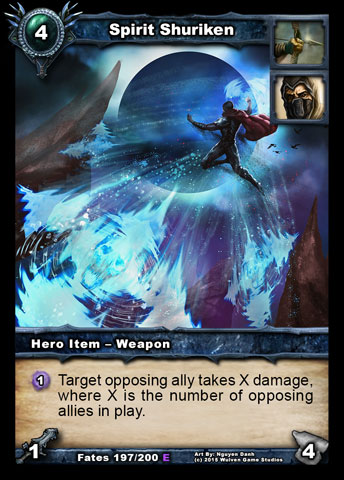 4
Spirit Shuriken
Hero Item – Weapon
1
Target opposing ally takes X damage,
where X is the number of opposing
allies in play.
1
Fates 197/200 E
Art By: Nguyen Danh
(c) 2015 Wulven Game Studios
4